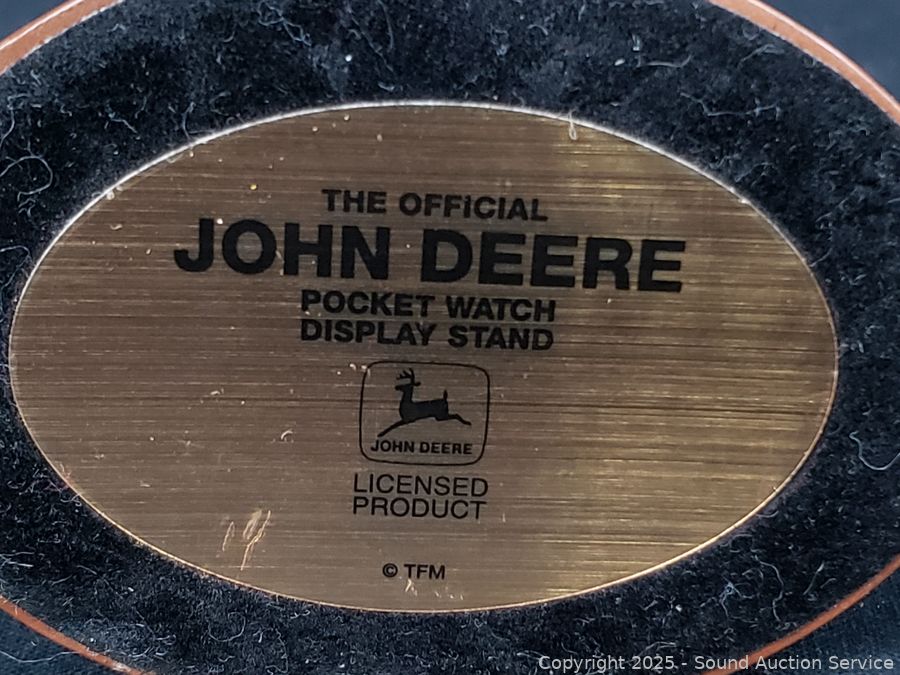 THE OFFICIAL
JOHN DEERE
POCKET WATCH
DISPLAY STAND
JOHN DEERE
LICENSED
PRODUCT
© TFM
Copyright 2025 - Sound Auction Service